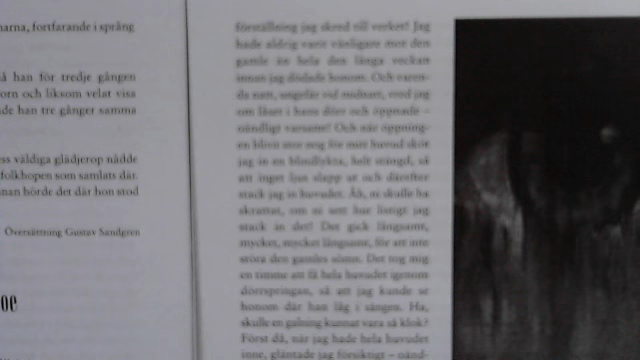 arna, fortfarande i språng
å han för tredje gången
orn och liksom velat visa
de han tre gånger samma
ss väldiga glädjerop nådde
folkhopen som samlats där.
nnan hörde det där hon stod
Översättning Gustav Sandgren
oe
förställning jag skred till verket! Jag
hade aldrig varit vänligare mot den
gamle än hela den långa veckan
innan jag dödade honom. Och varen-
da natt, ungefär vid midnatt, vred jag
om låset i hans dörr och öppnade –
oändligt varsamt! Och när öppning-
en blivit stor nog för mitt huvud sköt
jag in en blindlykta, helt stängd, så
att inget ljus slapp ut och därefter
stack jag in huvudet. Åh, ni skulle ha
skrattat, om ni sett hur listigt jag
stack in det! Det gick långsamt,
mycket, mycket långsamt, för att inte
störa den gamles sömn. Det tog mig
en timme att få hela huvudet igenom
dörrspringan, så att jag kunde se
honom där han låg i sängen. Ha,
skulle en galning kunnat vara så klok?
Först då, när jag hade hela huvudet
inne, gläntade jag försiktigt – oänd-